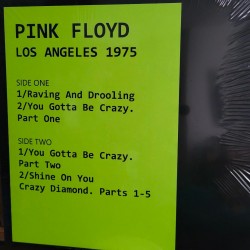 PINK FLOYD
LOS ANGELES 1975
SIDE ONE
1/Raving And Drooling
2/You Gotta Be Crazy.
Part One
SIDE TWO
1/You Gotta Be Crazy.
Part Two
2/Shine On You
Crazy Diamond. Parts 1-5